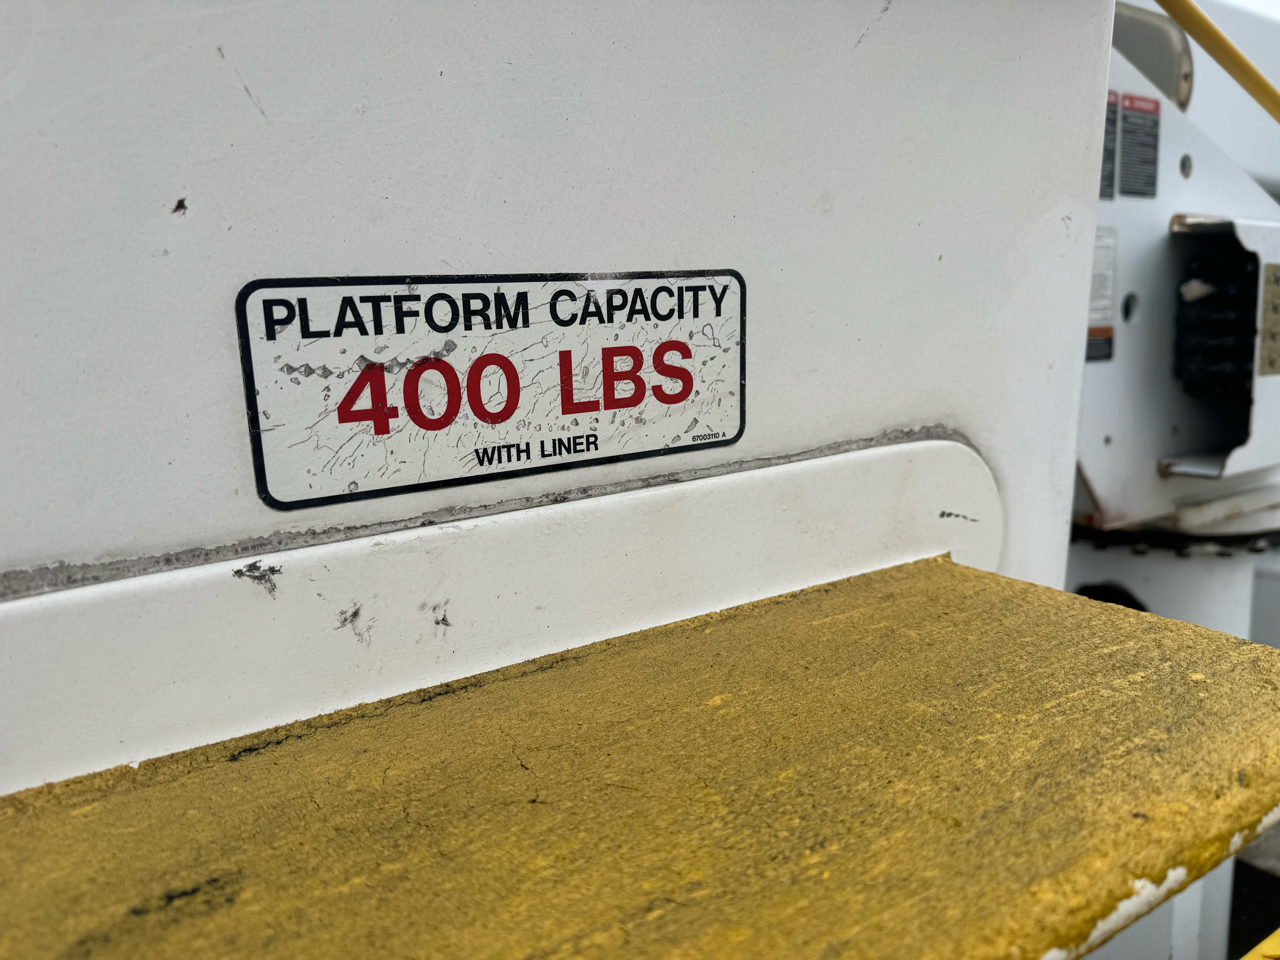 PLATFORM CAPACITY
400 LBS
WITH LINER
67003110 A